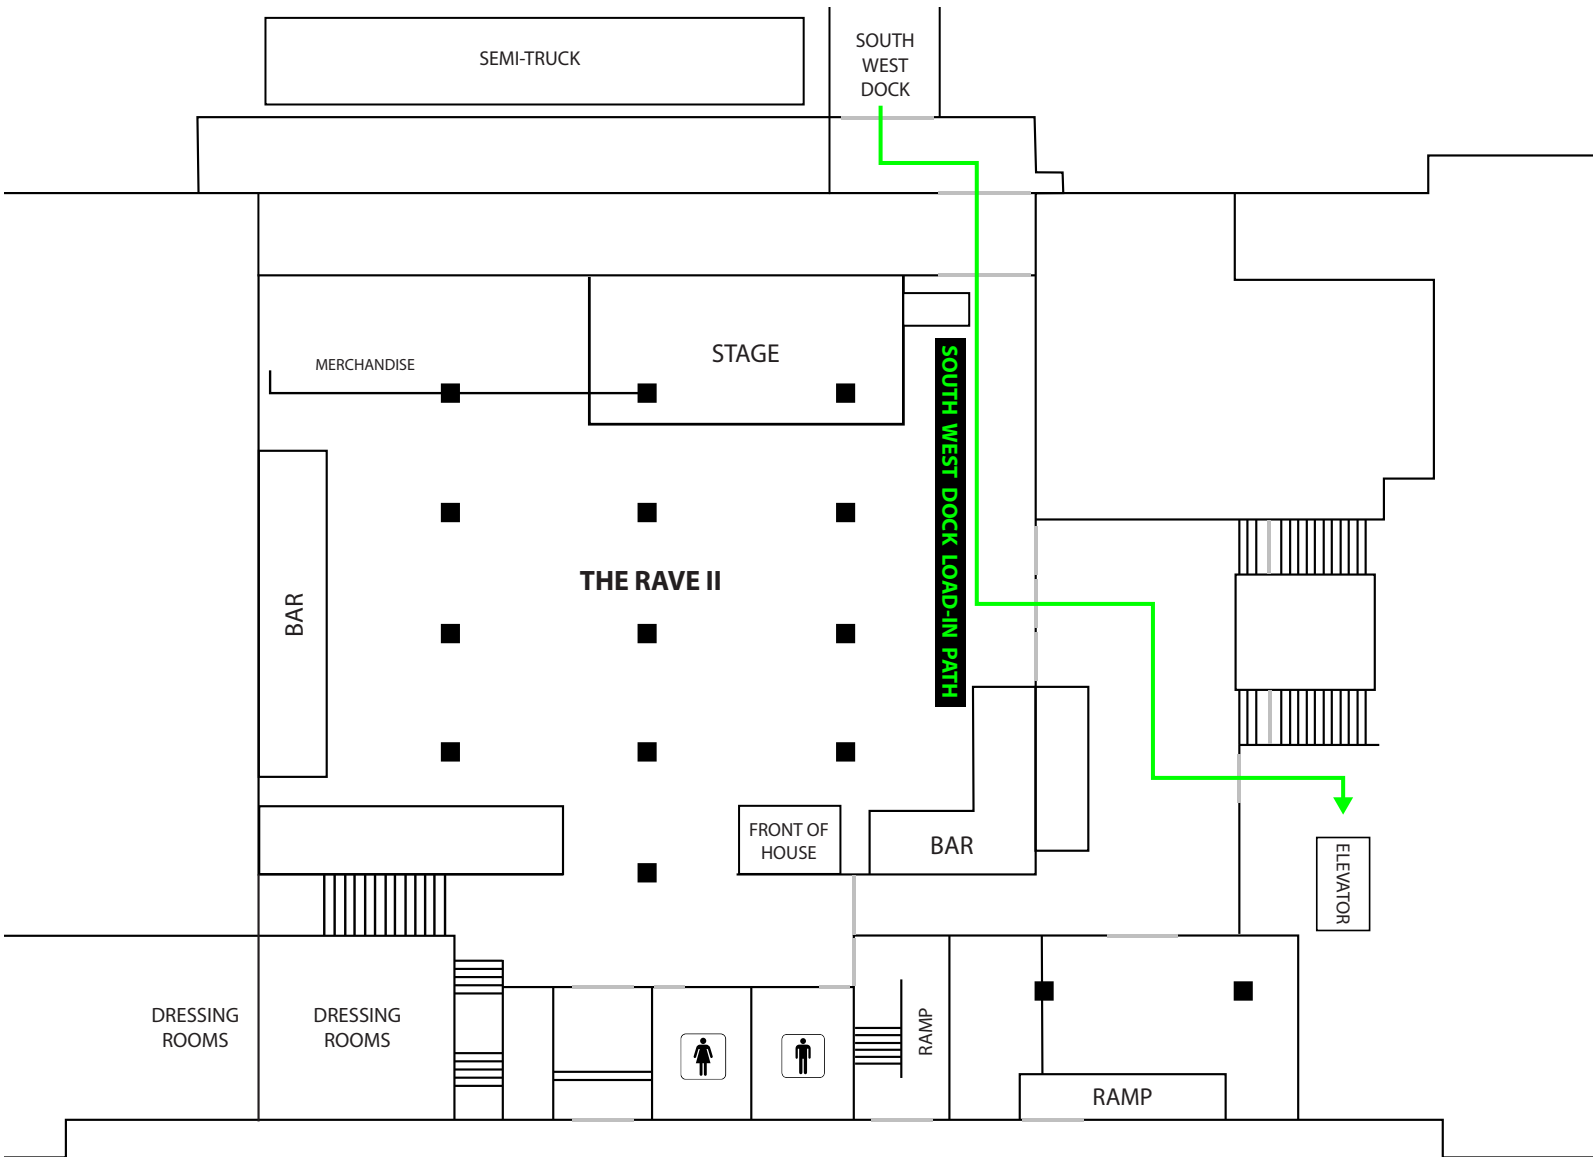 SEMI-TRUCK
SOUTH
WEST
DOCK
STAGE
MERCHANDISE
SOUTH WEST DOCK LOAD-IN PATH
THE RAVE II
BAR
FRONT OF
HOUSE
BAR
ELEVATOR
DRESSING
ROOMS
DRESSING
ROOMS
RAMP
RAMP